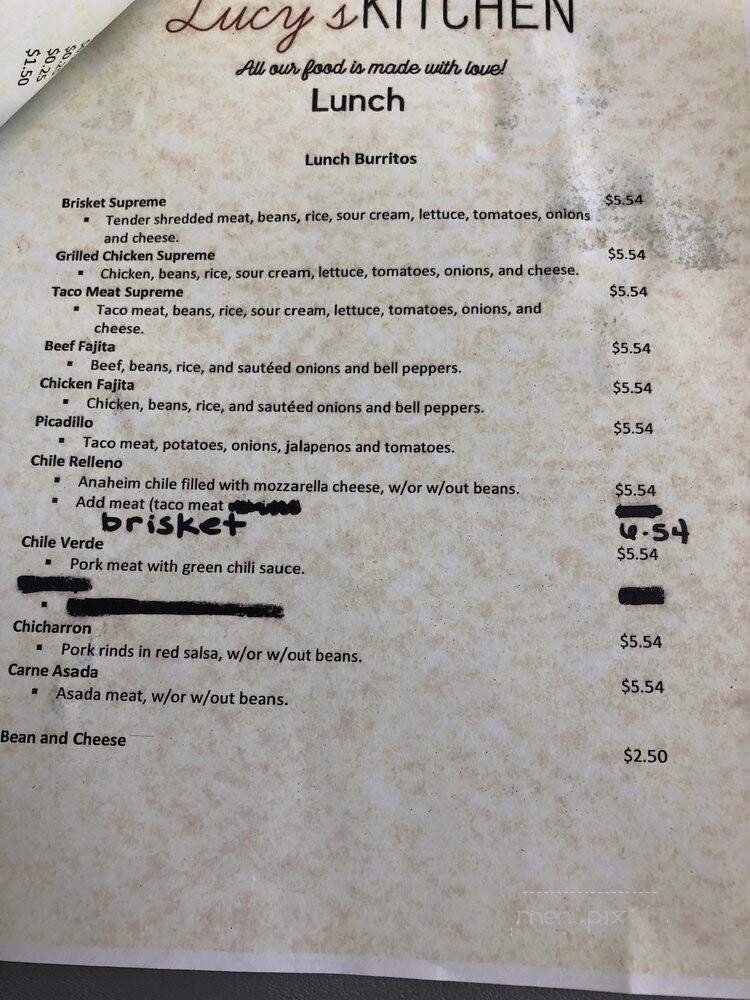 $0.25
$1.50
Lucy's KITCHEN
All our food is made with love!
Lunch
Lunch Burritos
Brisket Supreme $5.54
▪ Tender shredded meat, beans, rice, sour cream, lettuce, tomatoes, onions
and cheese.
Grilled Chicken Supreme $5.54
▪ Chicken, beans, rice, sour cream, lettuce, tomatoes, onions, and cheese.
Taco Meat Supreme $5.54
▪ Taco meat, beans, rice, sour cream, lettuce, tomatoes, onions, and
cheese.
Beef Fajita $5.54
▪ Beef, beans, rice, and sautéed onions and bell peppers.
Chicken Fajita $5.54
▪ Chicken, beans, rice, and sautéed onions and bell peppers.
Picadillo $5.54
▪ Taco meat, potatoes, onions, jalapenos and tomatoes.
Chile Relleno
▪ Anaheim chile filled with mozzarella cheese, w/or w/out beans. $5.54
▪ Add meat (taco meat
brisket 6.54
Chile Verde $5.54
▪ Pork meat with green chili sauce.
Chicharron $5.54
▪ Pork rinds in red salsa, w/or w/out beans.
Carne Asada $5.54
▪ Asada meat, w/or w/out beans.
Bean and Cheese $2.50
menupix